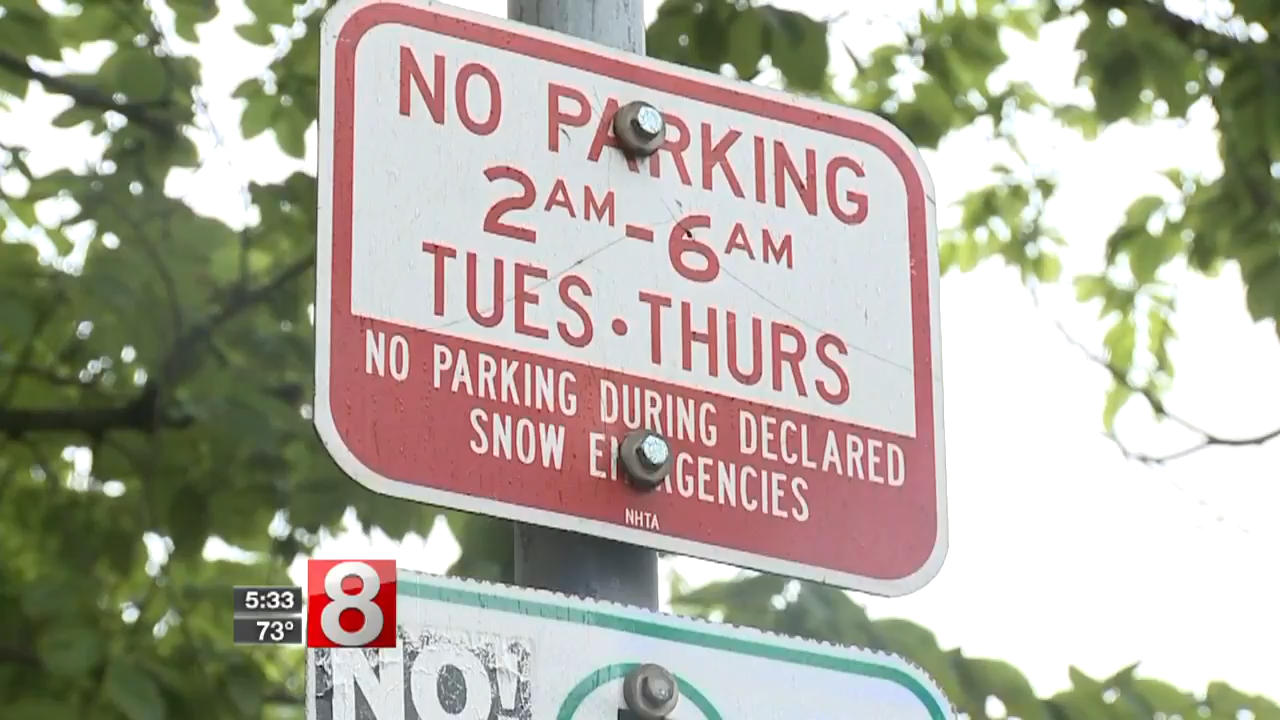 NO PARKING
2AM-6AM
TUES•THURS
NO PARKING DURING DECLARED
SNOW EMERGENCIES
NHTA
5:33
73°
8
NO!